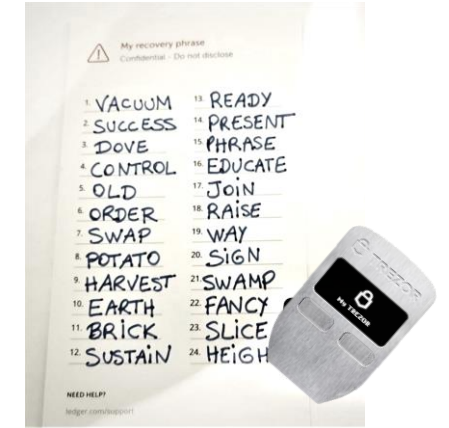 My recovery phrase
Confidential - Do not disclose
1. VACUUM
2. SUCCESS
3. DOVE
4. CONTROL
5. OLD
6. ORDER
7. SWAP
8. POTATO
9. HARVEST
10. EARTH
11. BRICK
12. SUSTAIN
13. READY
14. PRESENT
15. PHRASE
16. EDUCATE
17. JOIN
18. RAISE
19. WAY
20. SIGN
21. SWAMP
22. FANCY
23. SLICE
24.
NEED HELP?
ledger.com/support
TREZOR
My TREZOR